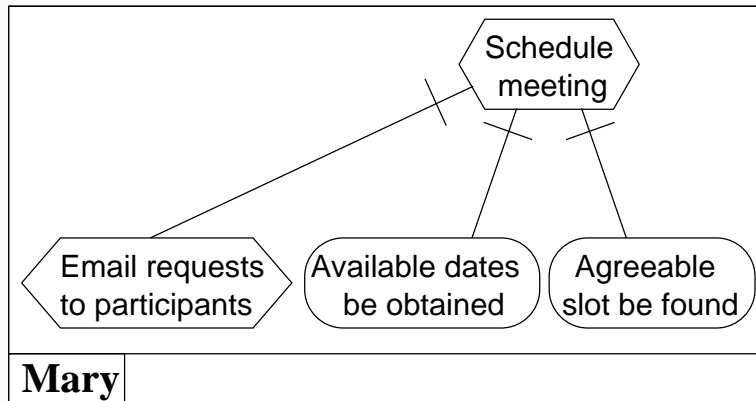 Schedule
meeting
Email requests
to participants
Available dates
be obtained
Agreeable
slot be found
Mary